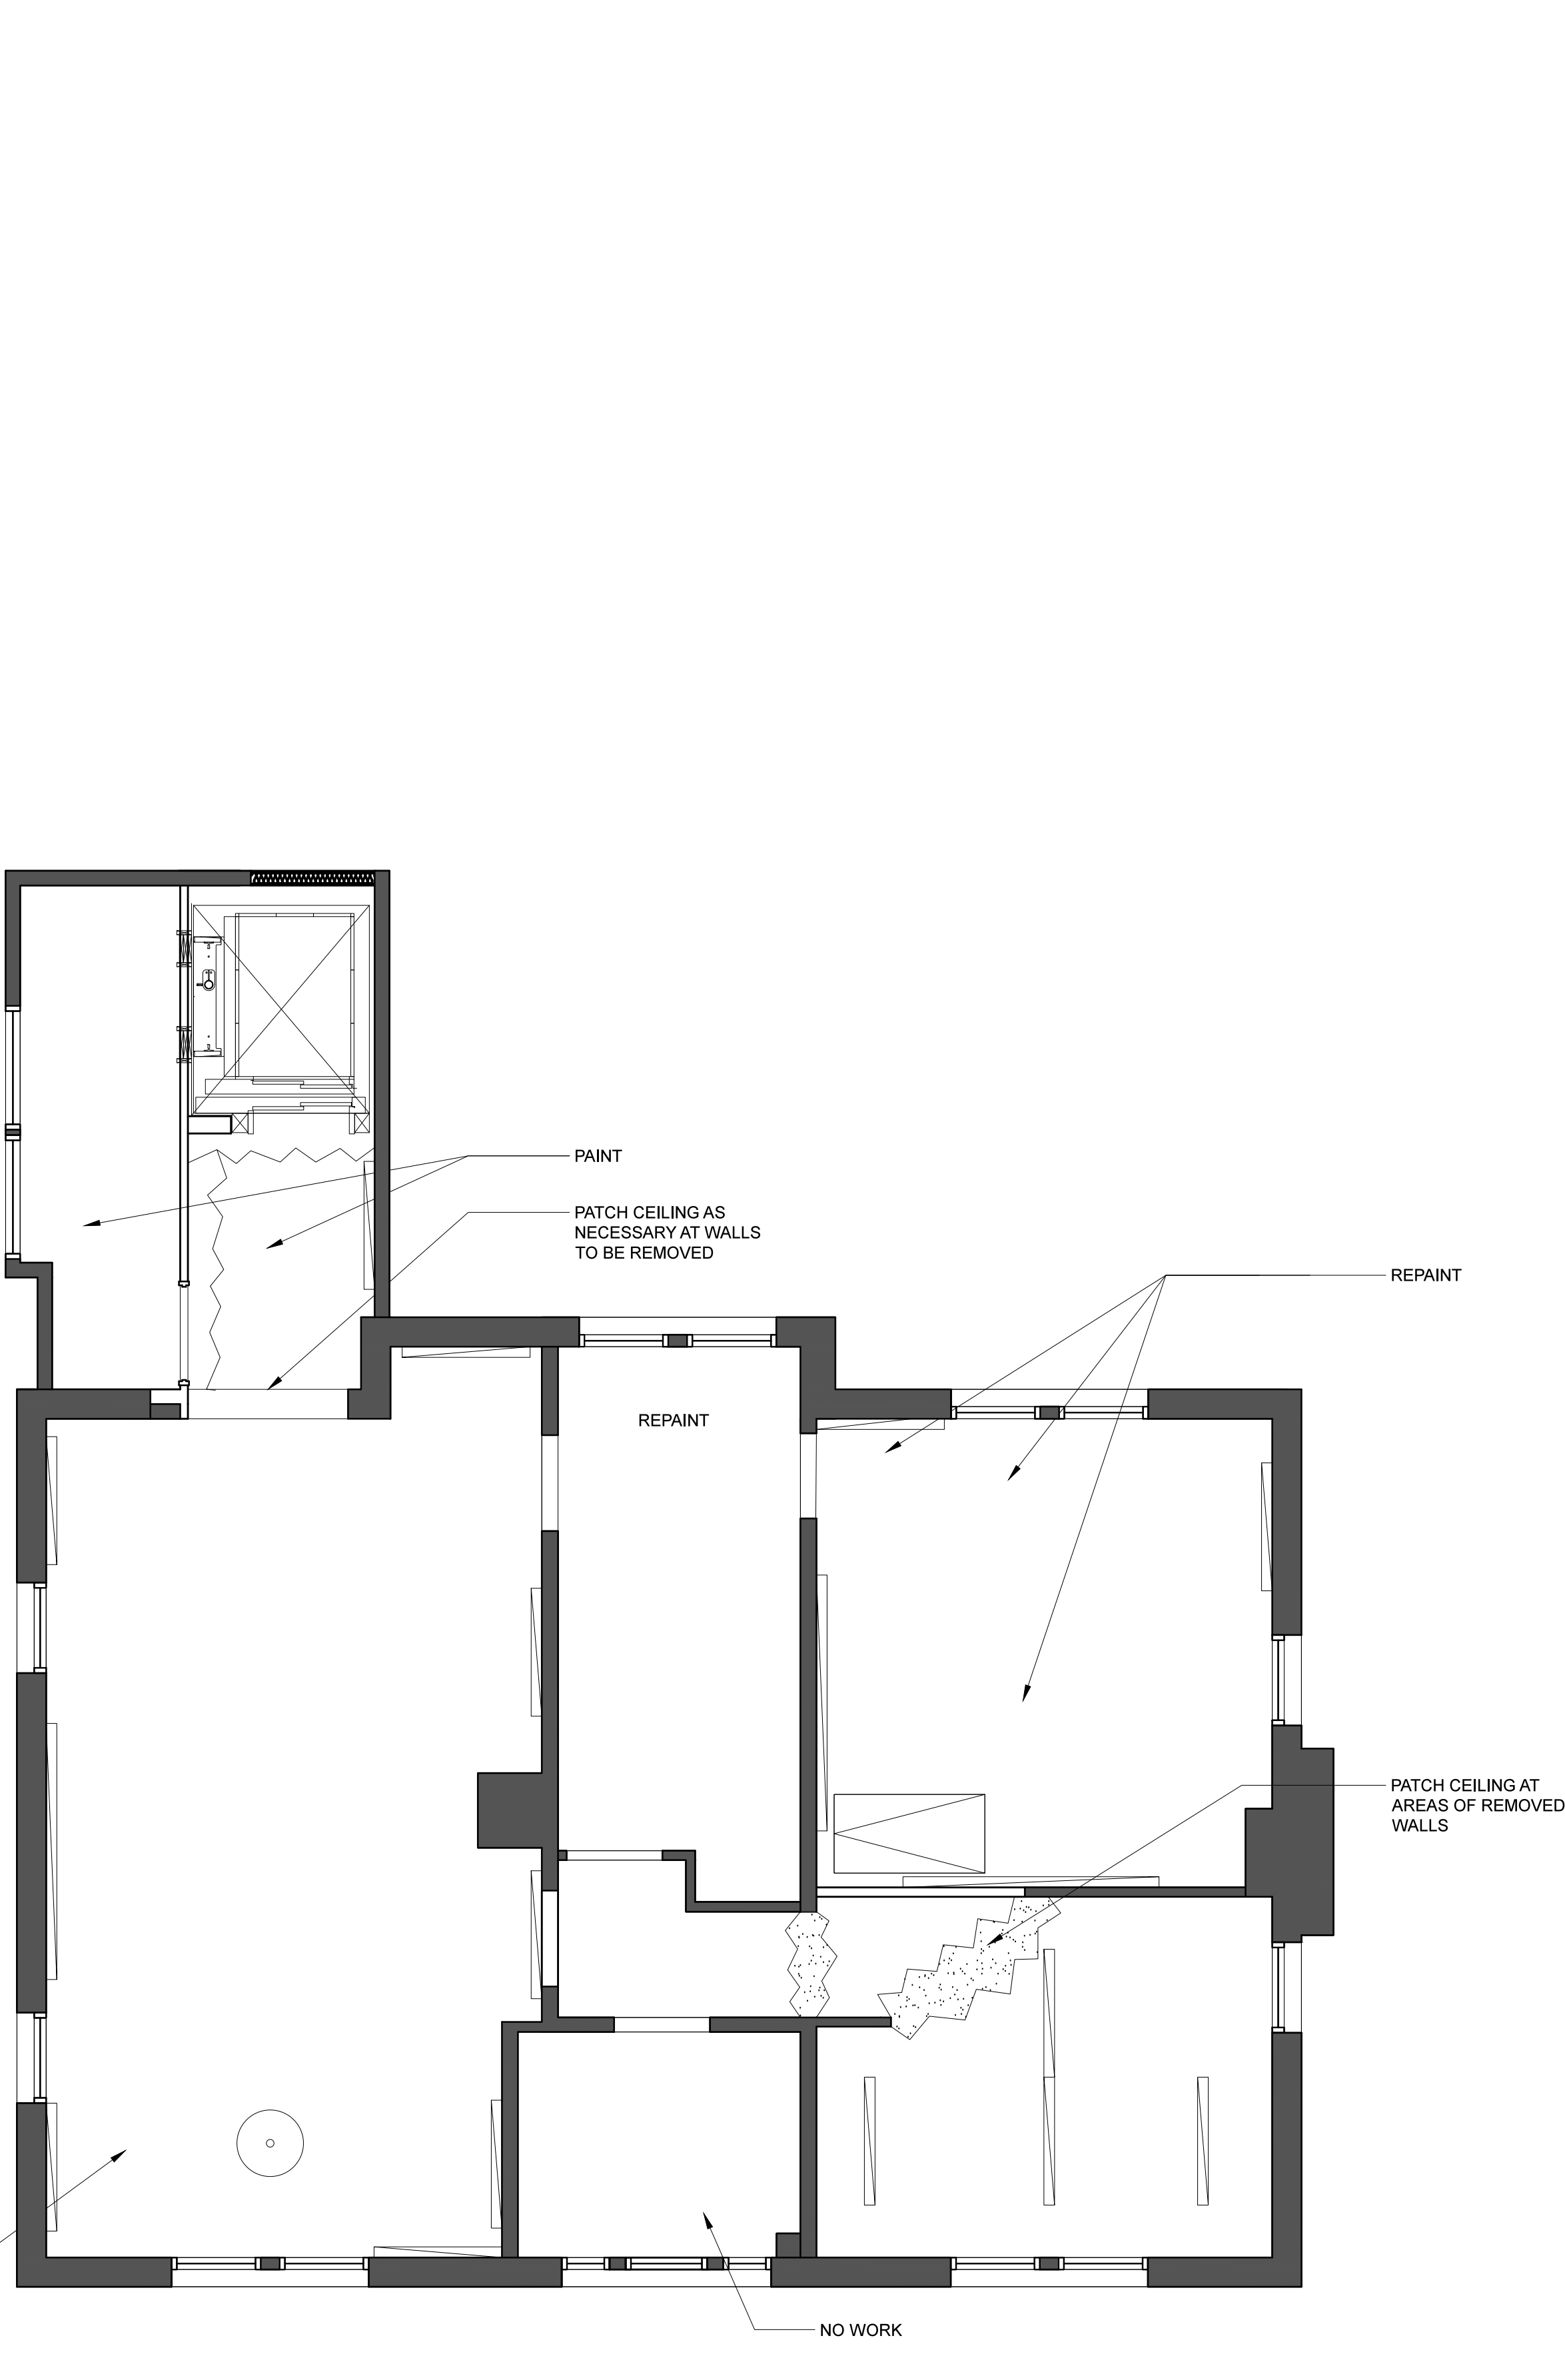 PAINT
PATCH CEILING AS
NECESSARY AT WALLS
TO BE REMOVED
REPAINT
REPAINT
PATCH CEILING AT
AREAS OF REMOVED
WALLS
NO WORK